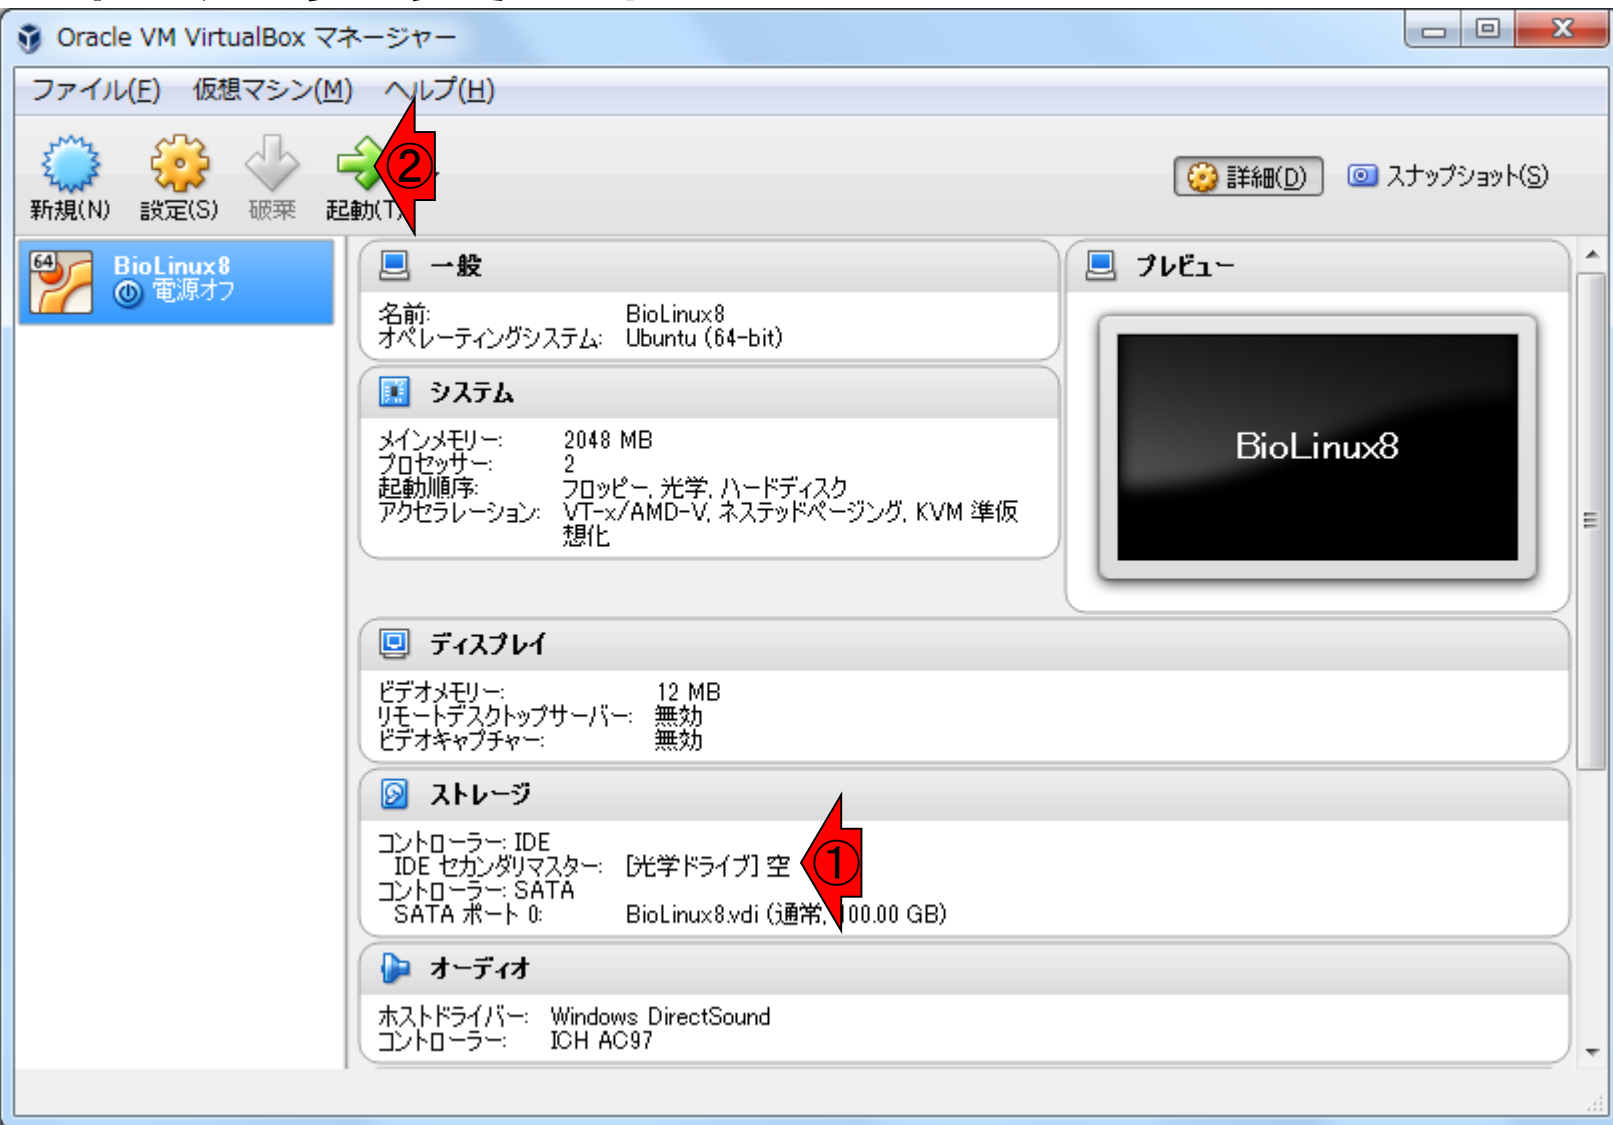 Oracle VM VirtualBox マネージャー
ファイル(F) 仮想マシン(M) ヘルプ(H)
新規(N) 設定(S) 破棄 起動(T) ②
詳細(D) スナップショット(S)
64 BioLinux8
電源オフ
一般
名前: BioLinux8
オペレーティングシステム: Ubuntu (64-bit)
システム
メインメモリー: 2048 MB
プロセッサー: 2
起動順序: フロッピー, 光学, ハードディスク
アクセラレーション: VT-x/AMD-V, ネステッドページング, KVM 準仮
想化
プレビュー
BioLinux8
ディスプレイ
ビデオメモリー: 12 MB
リモートデスクトップサーバー: 無効
ビデオキャプチャー: 無効
ストレージ
コントローラー: IDE
IDE セカンダリマスター: [光学ドライブ] 空 ①
コントローラー: SATA
SATA ポート 0: BioLinux8.vdi (通常, 100.00 GB)
オーディオ
ホストドライバー: Windows DirectSound
コントローラー: ICH AC97